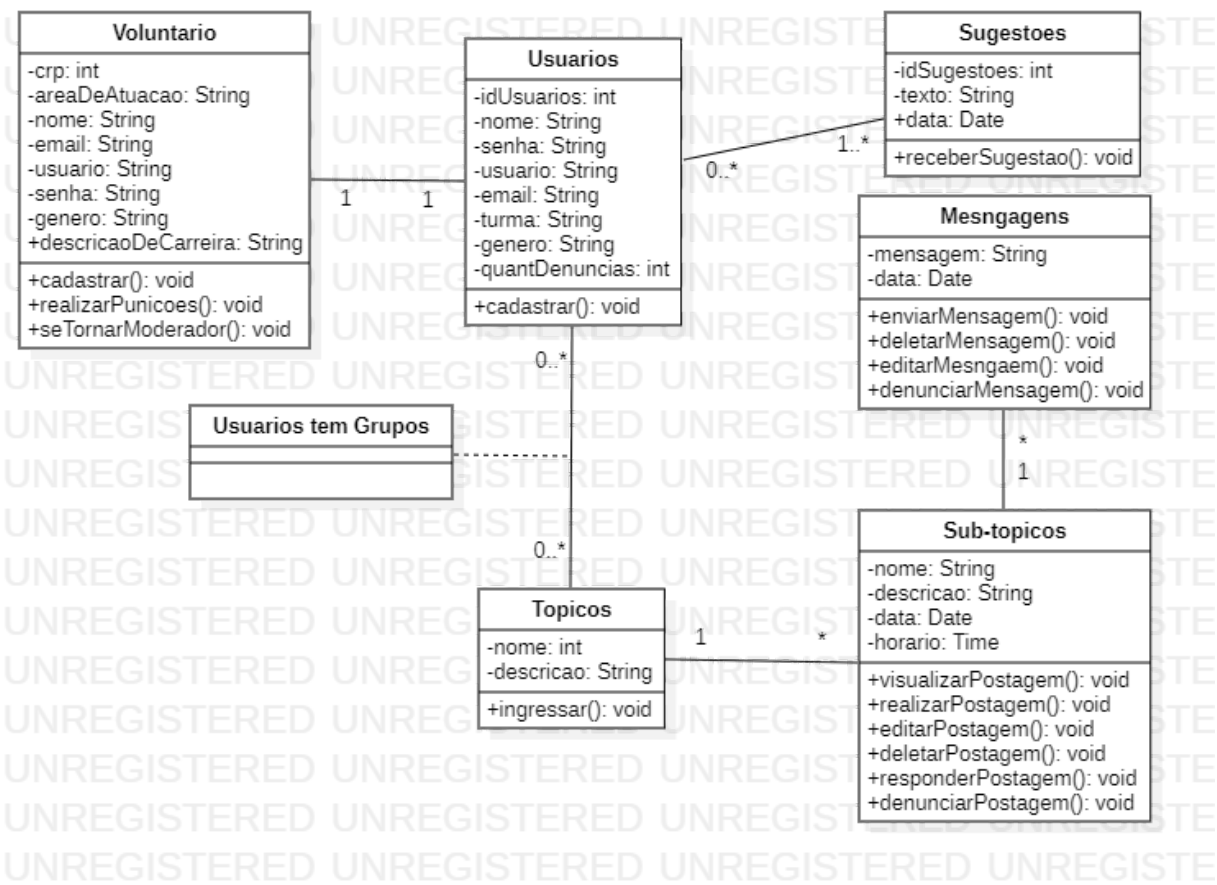 Voluntario
-crp: int
-areaDeAtuacao: String
-nome: String
-email: String
-usuario: String
-senha: String
-genero: String
+descricaoDeCarreira: String
+cadastrar(): void
+realizarPunicoes(): void
+seTornarModerador(): void
1
1
Usuarios
-idUsuarios: int
-nome: String
-senha: String
-usuario: String
-email: String
-turma: String
-genero: String
-quantDenuncias: int
+cadastrar(): void
0..*
1..*
Sugestoes
-idSugestoes: int
-texto: String
+data: Date
+receberSugestao(): void
Mesngagens
-mensagem: String
-data: Date
+enviarMensagem(): void
+deletarMensagem(): void
+editarMesngaem(): void
+denunciarMensagem(): void
0..*
Usuarios tem Grupos
0..*
*
1
Topicos
-nome: int
-descricao: String
+ingressar(): void
1
*
Sub-topicos
-nome: String
-descricao: String
-data: Date
-horario: Time
+visualizarPostagem(): void
+realizarPostagem(): void
+editarPostagem(): void
+deletarPostagem(): void
+responderPostagem(): void
+denunciarPostagem(): void
UNREGISTERED UNREGISTERED UNREGISTERED UNREGISTE